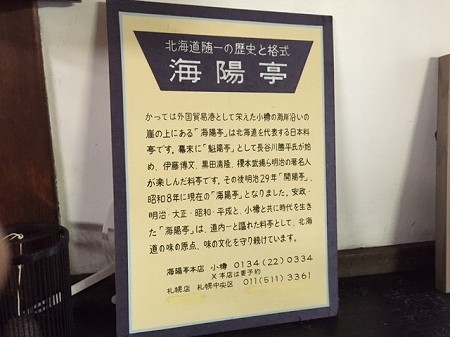 北海道随一の歴史と格式
海陽亭
かっては外国貿易港として栄えた小樽の海岸沿いの
崖の上にある「海陽亭」は北海道を代表する日本料
亭です。幕末に「魁陽亭」として長谷川勝平氏が始
め、伊藤博文、黒田清隆、榎本武揚ら明治の著名人
が楽しんだ料亭です。その後明治29年「開陽亭」、
昭和8年に現在の「海陽亭」となりました。安政・
明治・大正・昭和・平成と、小樽と共に時代を生き
た「海陽亭」は、道内一と謳れた料亭として、北海
道の味の原点、味の文化を守り続けています。
海陽亭本店 小樽 0134(22)0334
※本店は要予約
札幌店 札幌中央区 011(511)3361